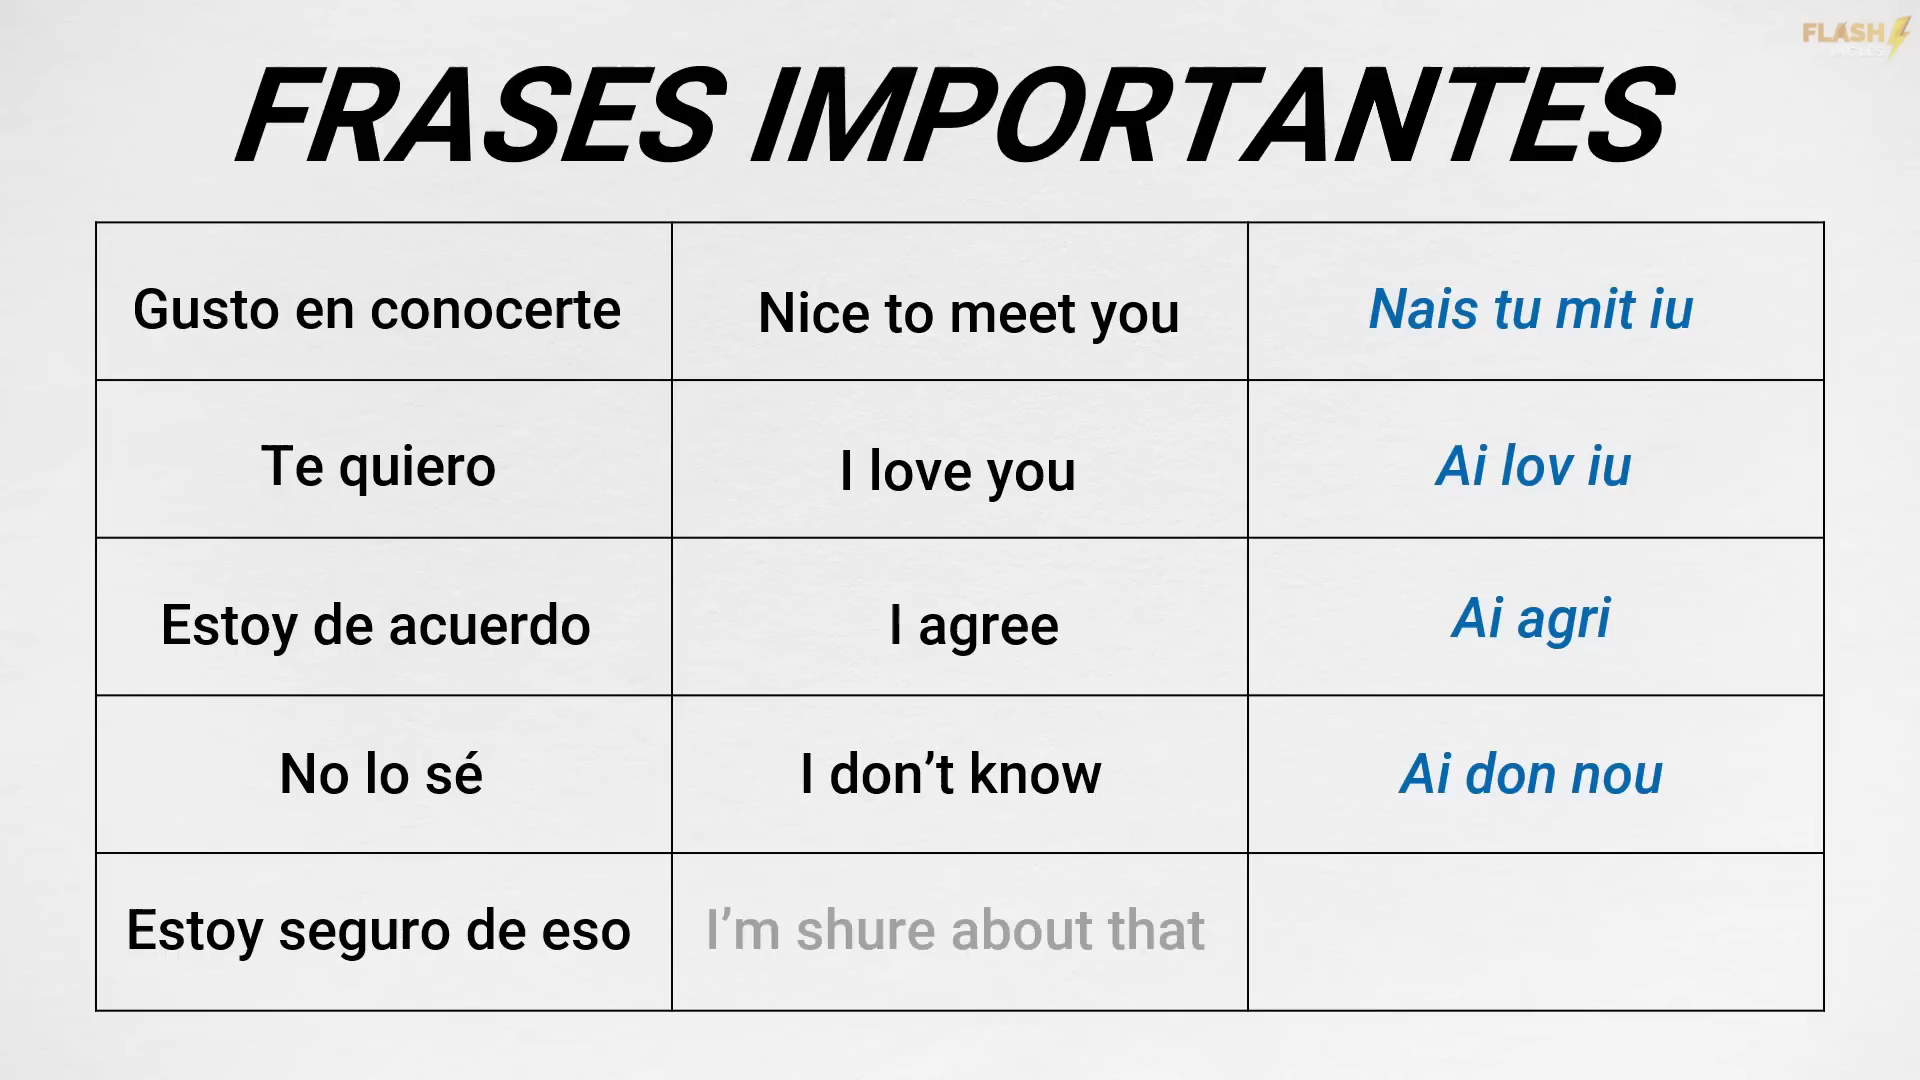 FLASH
INGLÉS
FRASES IMPORTANTES
Gusto en conocerte
Nice to meet you
Nais tu mit iu
Te quiero
I love you
Ai lov iu
Estoy de acuerdo
I agree
Ai agri
No lo sé
I don’t know
Ai don nou
Estoy seguro de eso
I’m shure about that